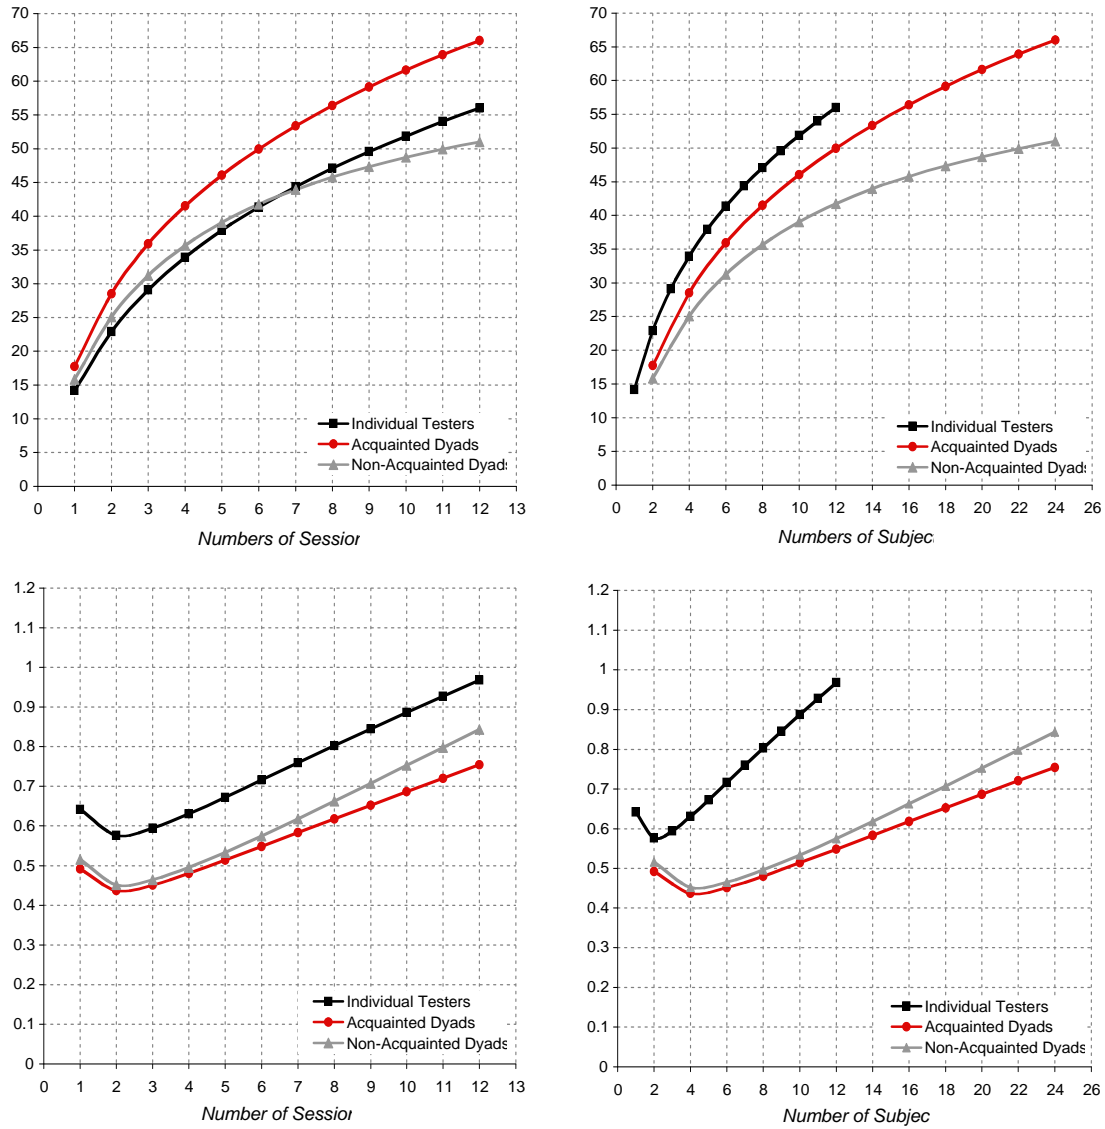 70
65
60
55
50
45
40
35
30
25
20
15
10
5
0
0 1 2 3 4 5 6 7 8 9 10 11 12 13
Individual Testers
Acquainted Dyads
Non-Acquainted Dyads
Numbers of Session
70
65
60
55
50
45
40
35
30
25
20
15
10
5
0
0 2 4 6 8 10 12 14 16 18 20 22 24 26
Individual Testers
Acquainted Dyads
Non-Acquainted Dyads
Numbers of Subjec
1.2
1.1
1
0.9
0.8
0.7
0.6
0.5
0.4
0.3
0.2
0.1
0
0 1 2 3 4 5 6 7 8 9 10 11 12 13
Individual Testers
Acquainted Dyads
Non-Acquainted Dyads
Number of Session
1.2
1.1
1
0.9
0.8
0.7
0.6
0.5
0.4
0.3
0.2
0.1
0
0 2 4 6 8 10 12 14 16 18 20 22 24 26
Individual Testers
Acquainted Dyads
Non-Acquainted Dyads
Number of Subjec